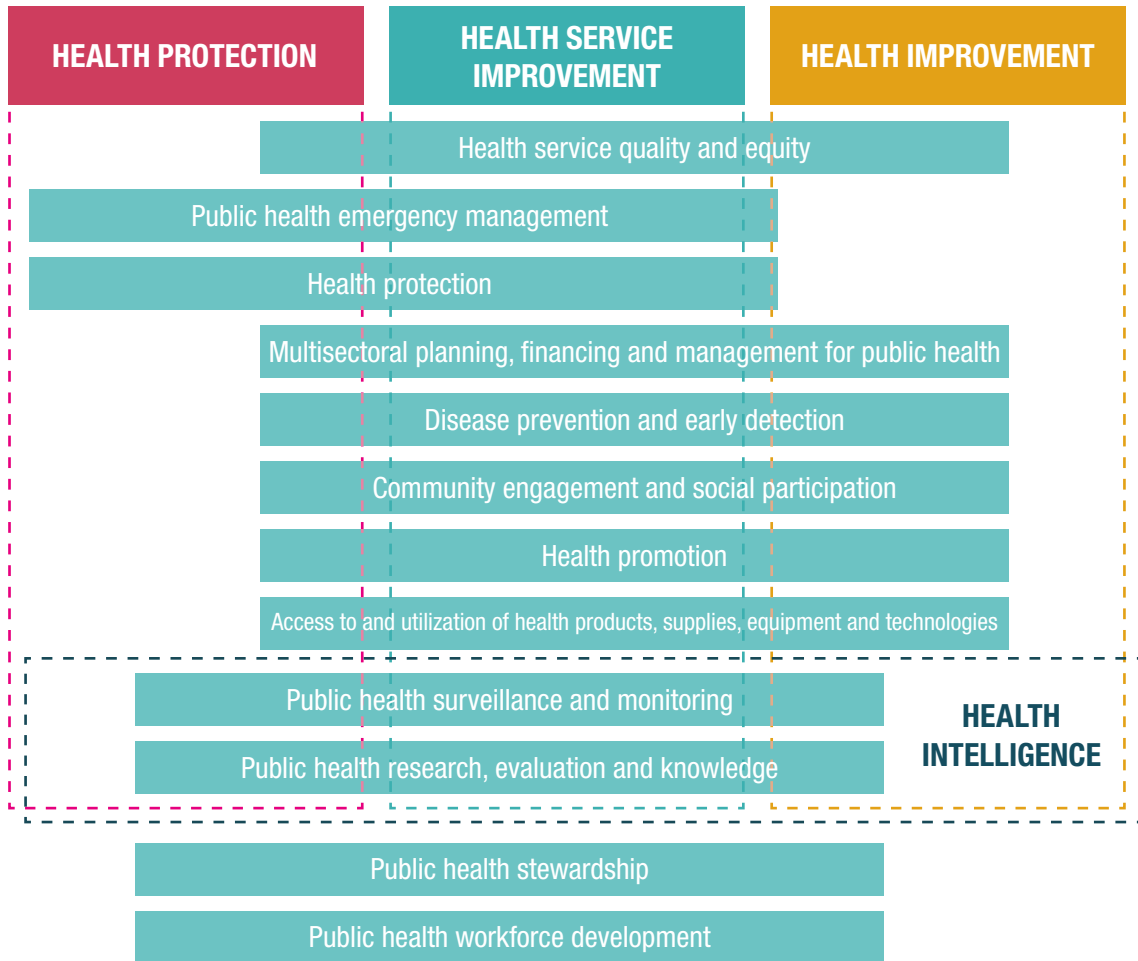 HEALTH PROTECTION
HEALTH SERVICE
IMPROVEMENT
HEALTH IMPROVEMENT
Health service quality and equity
Public health emergency management
Health protection
Multisectoral planning, financing and management for public health
Disease prevention and early detection
Community engagement and social participation
Health promotion
Access to and utilization of health products, supplies, equipment and technologies
Public health surveillance and monitoring
Public health research, evaluation and knowledge
HEALTH
INTELLIGENCE
Public health stewardship
Public health workforce development